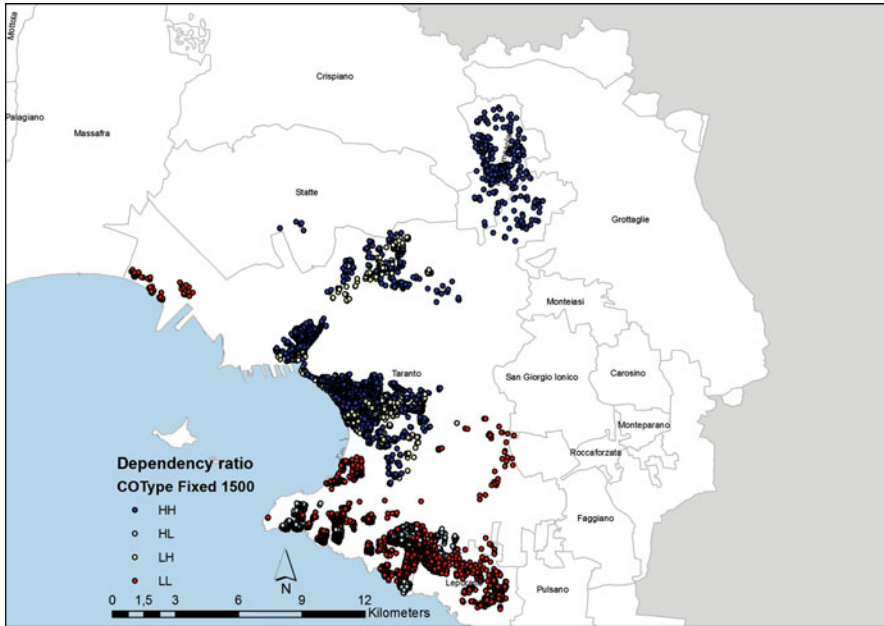 Mottola
Crispiano
Palagiano
Massafra
Statte
Grottaglie
Monteiasi
Taranto
San Giorgio Ionico
Carosino
Monteparano
Roccaforzata
Dependency ratio
COType Fixed 1500
HH
HL
LH
LL
Faggiano
Leporano
Pulsano
N
0 1,5 3 6 9 12
Kilometers